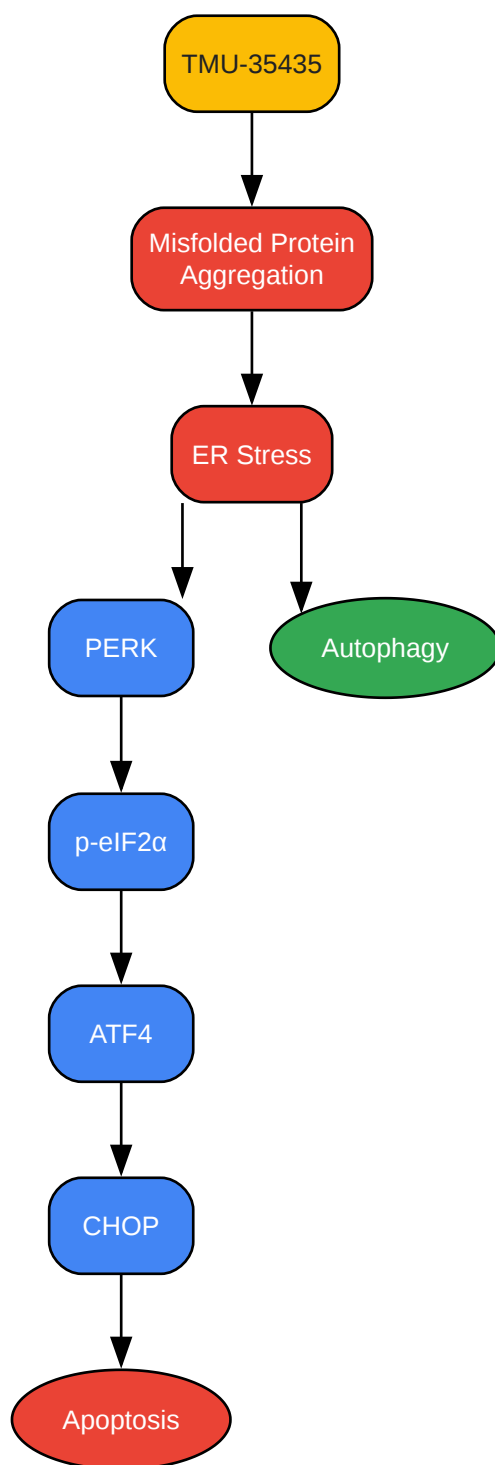 TMU-35435
Misfolded Protein
Aggregation
ER Stress
PERK
Autophagy
p-eIF2α
ATF4
CHOP
Apoptosis